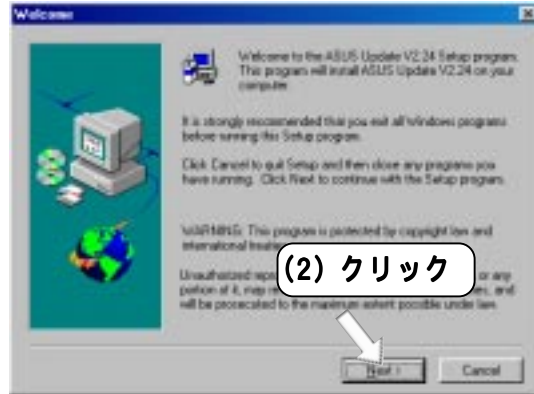 Welcome
Welcome to the ASUS Update V2.24 Setup program.
This program will install ASUS Update V2.24 on your
computer.
It is strongly recommended that you exit all Windows programs
before running this Setup program.
Click Cancel to quit Setup and then close any programs you
have running. Click Next to continue with the Setup program.
WARNING: This program is protected by copyright law and
international
(2) クリック
Unauthorized or any
portion of it, may and
will be prosecuted to the maximum extent possible under law.
Next >
Cancel